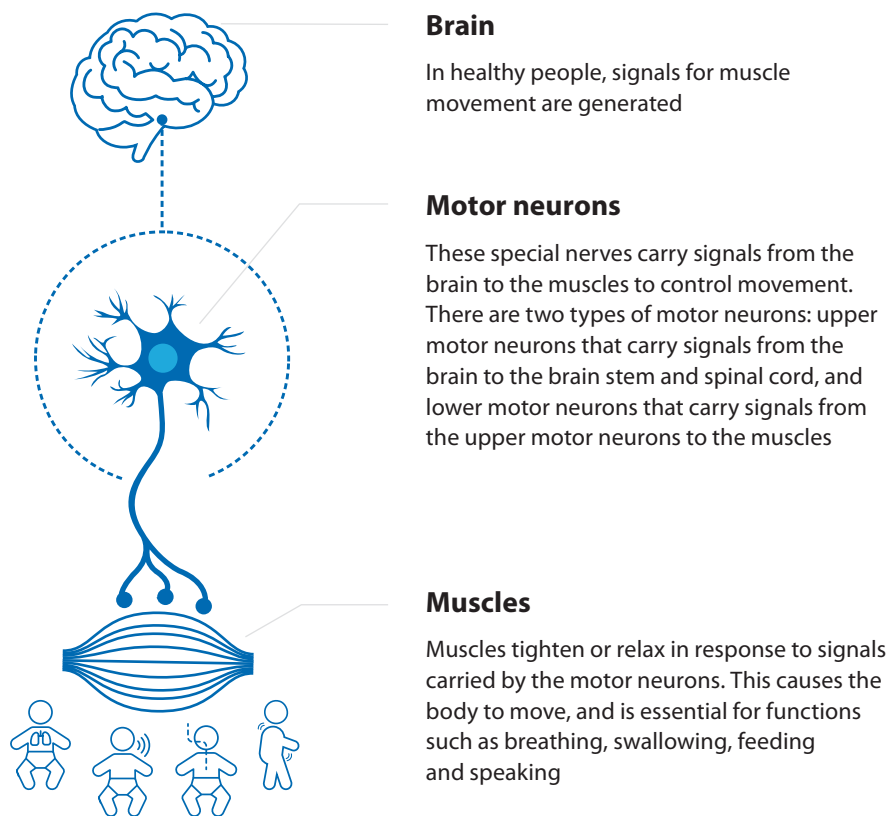 Brain
In healthy people, signals for muscle
movement are generated
Motor neurons
These special nerves carry signals from the
brain to the muscles to control movement.
There are two types of motor neurons: upper
motor neurons that carry signals from the
brain to the brain stem and spinal cord, and
lower motor neurons that carry signals from
the upper motor neurons to the muscles
Muscles
Muscles tighten or relax in response to signals
carried by the motor neurons. This causes the
body to move, and is essential for functions
such as breathing, swallowing, feeding
and speaking